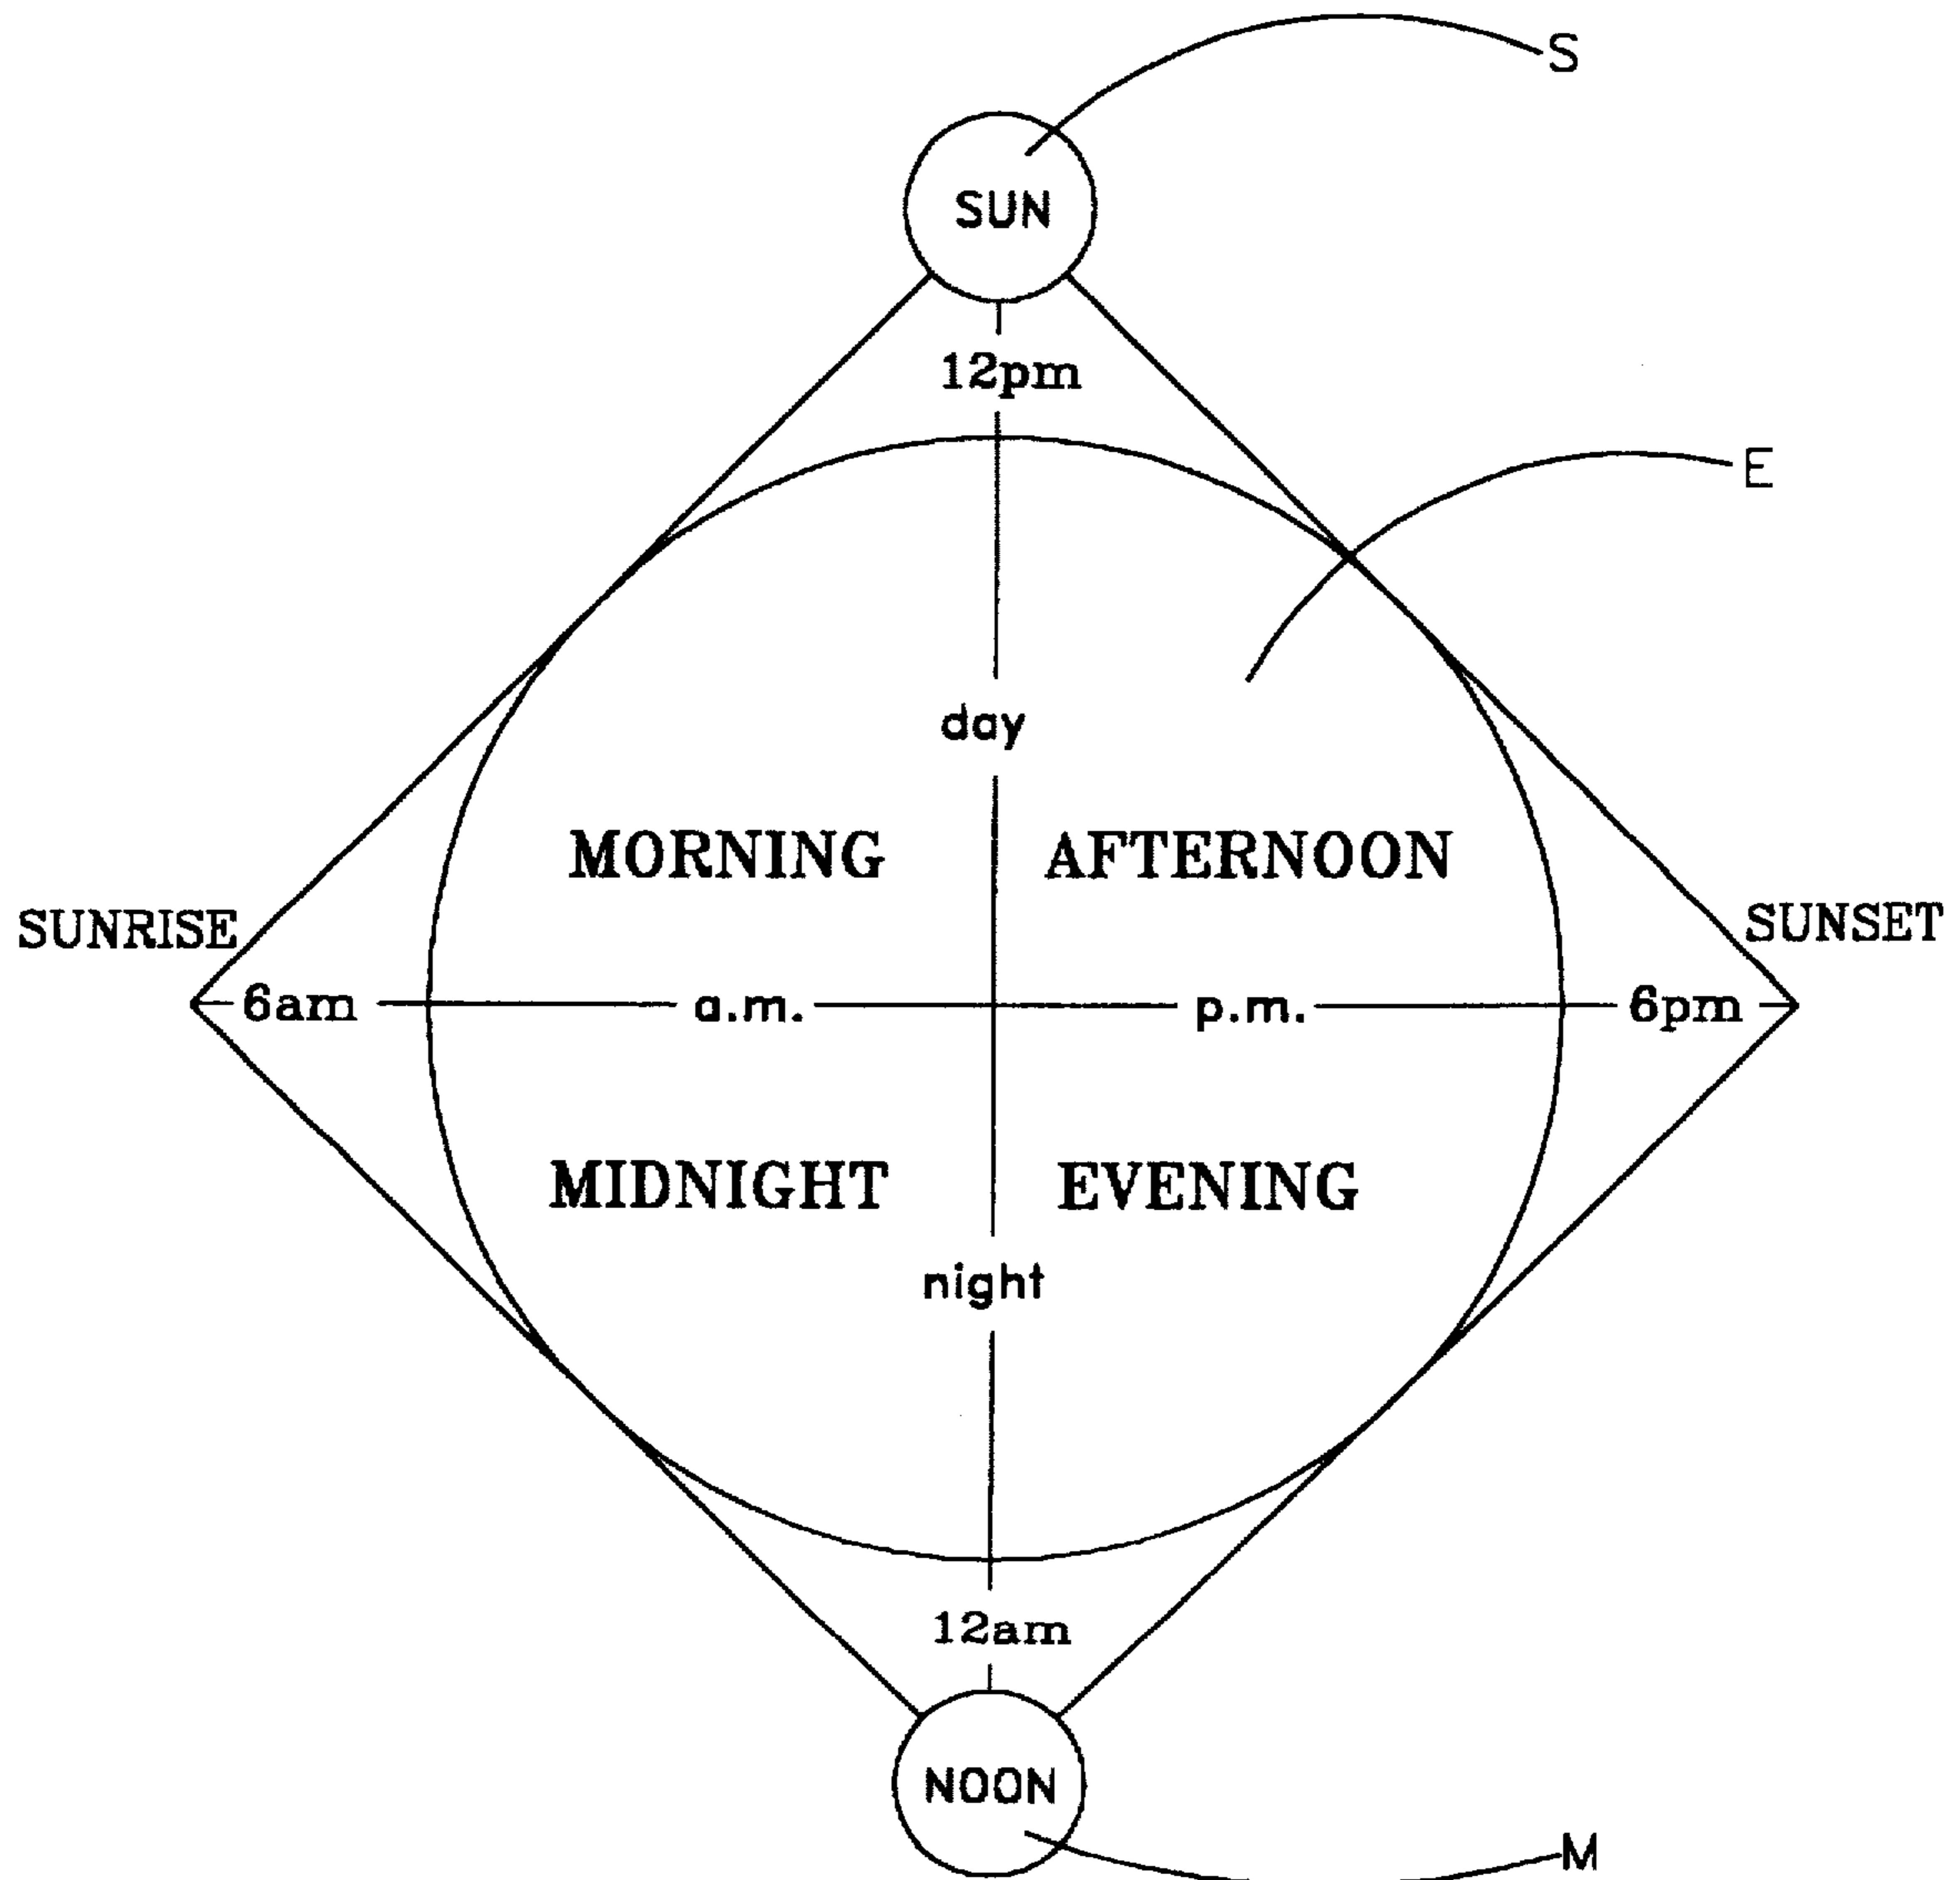 S
SUN
12pm
E
day
MORNING AFTERNOON
SUNRISE SUNSET
6am a.m. p.m. 6pm
MIDNIGHT EVENING
night
12am
NOON
M